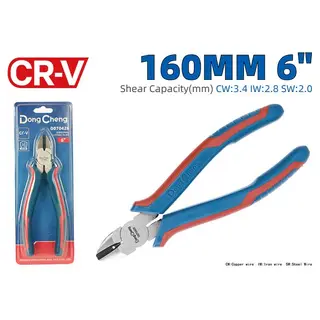 CR-V
160MM 6"
Shear Capacity(mm) CW:3.4 IW:2.8 SW:2.0
DongCheng
CR-V
6"
CW:Copper wire IW:Iron wire SW:Steel Wire